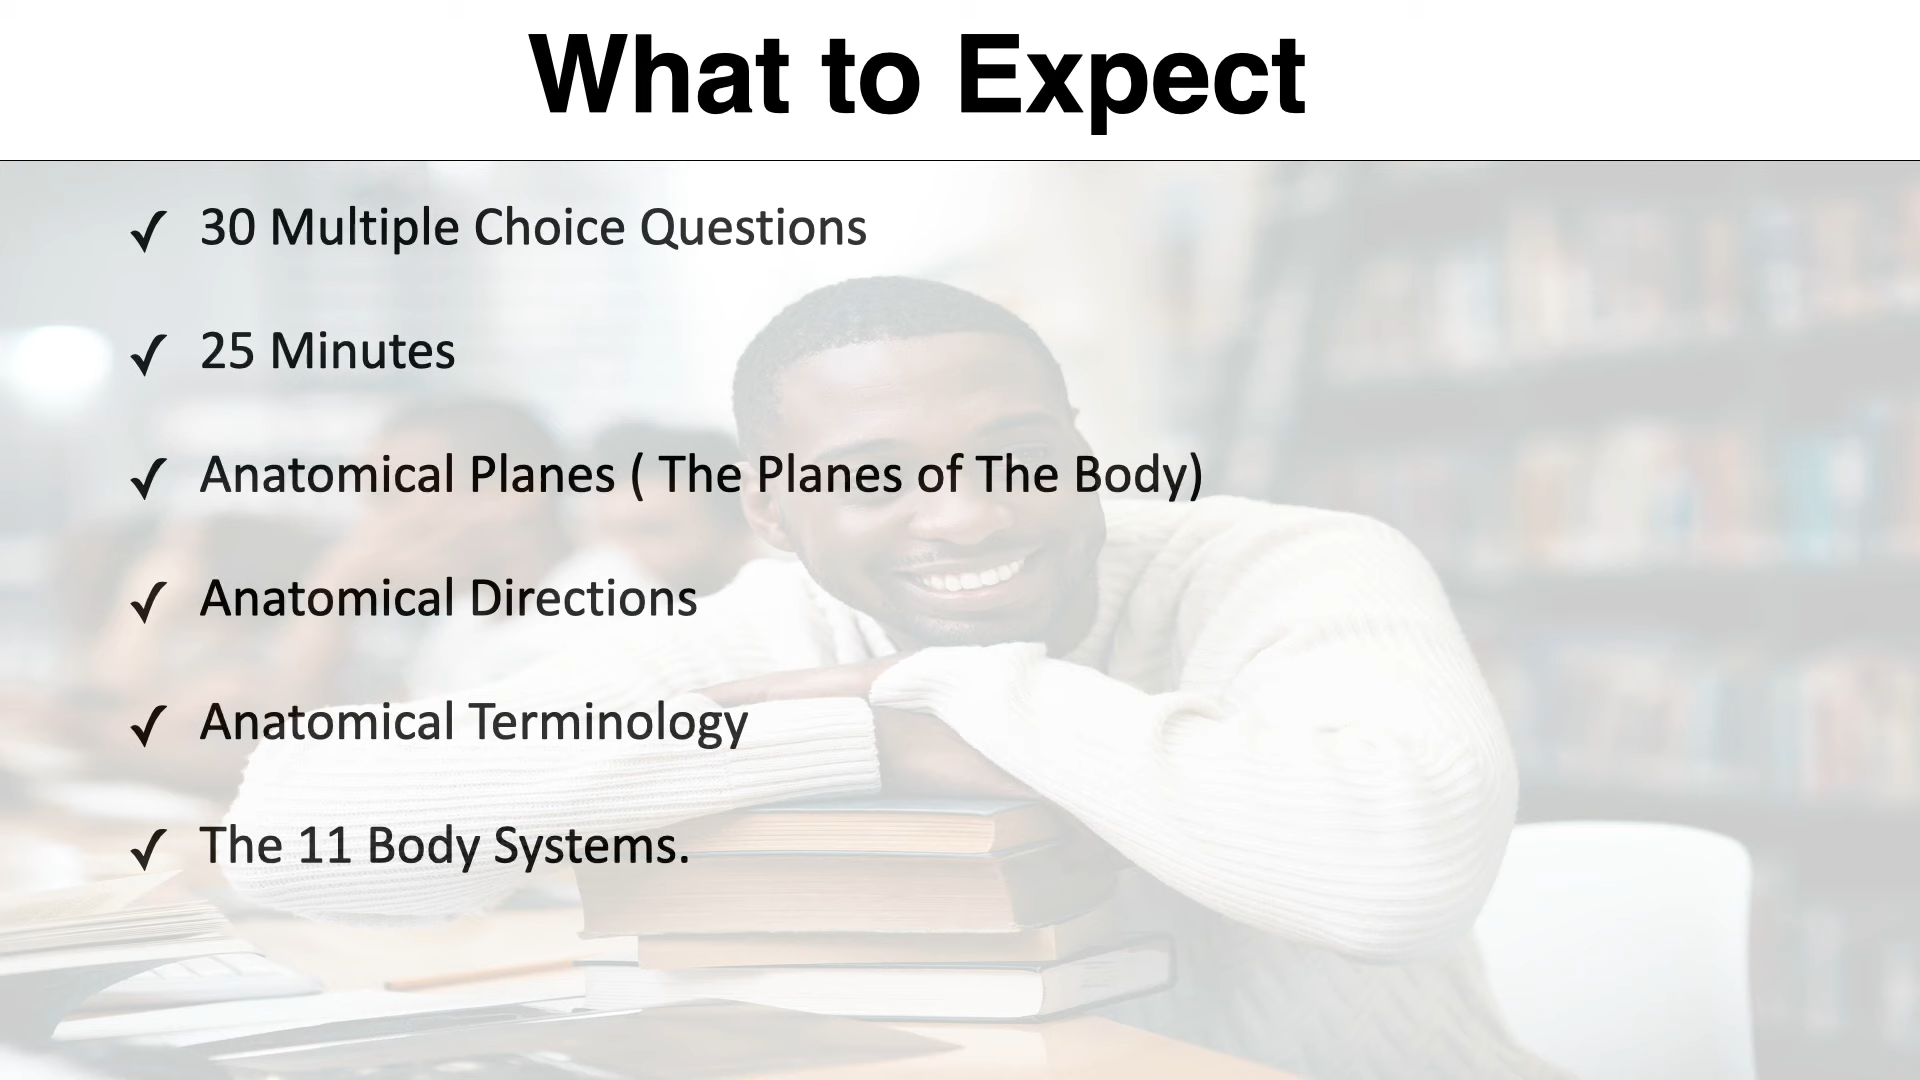 What to Expect
✓ 30 Multiple Choice Questions
✓ 25 Minutes
✓ Anatomical Planes ( The Planes of The Body)
✓ Anatomical Directions
✓ Anatomical Terminology
✓ The 11 Body Systems.